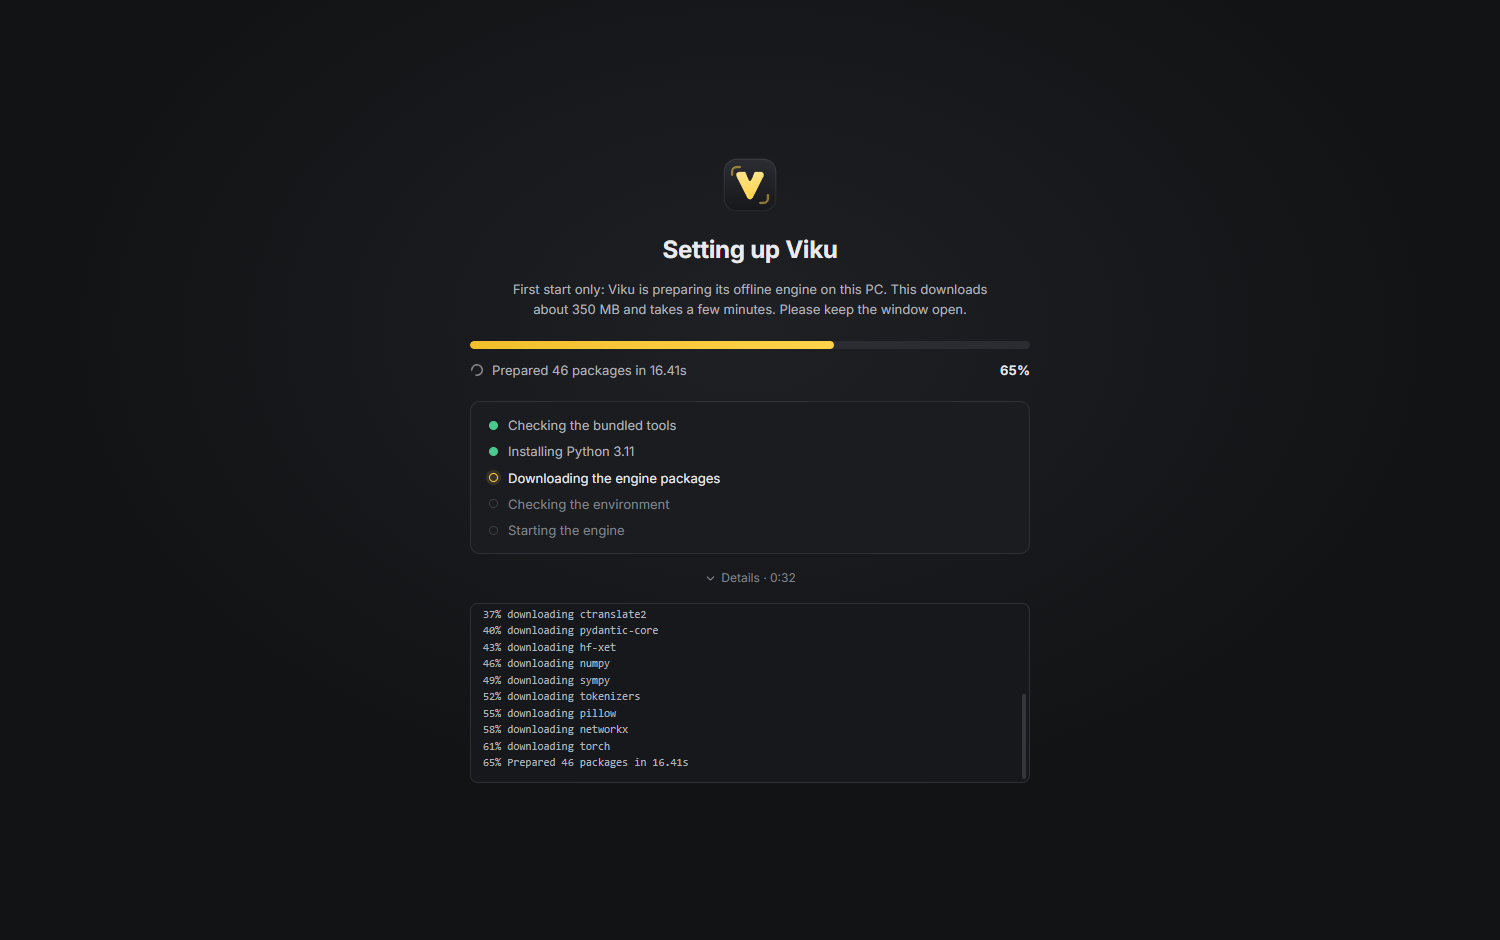 Setting up Viku
First start only: Viku is preparing its offline engine on this PC. This downloads
about 350 MB and takes a few minutes. Please keep the window open.
Prepared 46 packages in 16.41s 65%
Checking the bundled tools
Installing Python 3.11
Downloading the engine packages
Checking the environment
Starting the engine
Details · 0:32
37% downloading ctranslate2
40% downloading pydantic-core
43% downloading hf-xet
46% downloading numpy
49% downloading sympy
52% downloading tokenizers
55% downloading pillow
58% downloading networkx
61% downloading torch
65% Prepared 46 packages in 16.41s